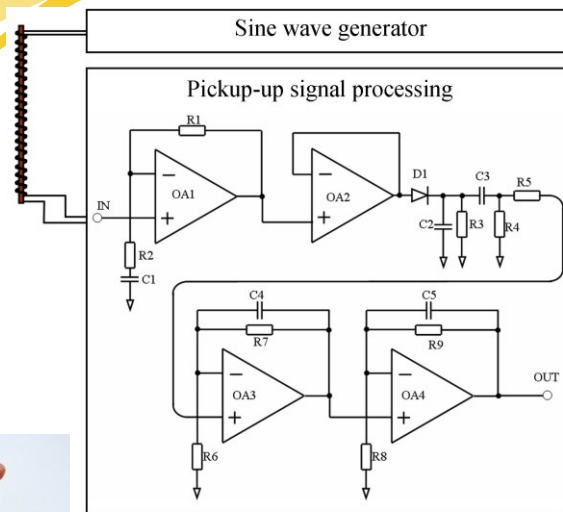 Sine wave generator
Pickup-up signal processing
R1
IN
OA1
OA2
D1
C3
R5
C2
R3
R4
R2
C1
C4
C5
R7
R9
OA3
OA4
OUT
R6
R8